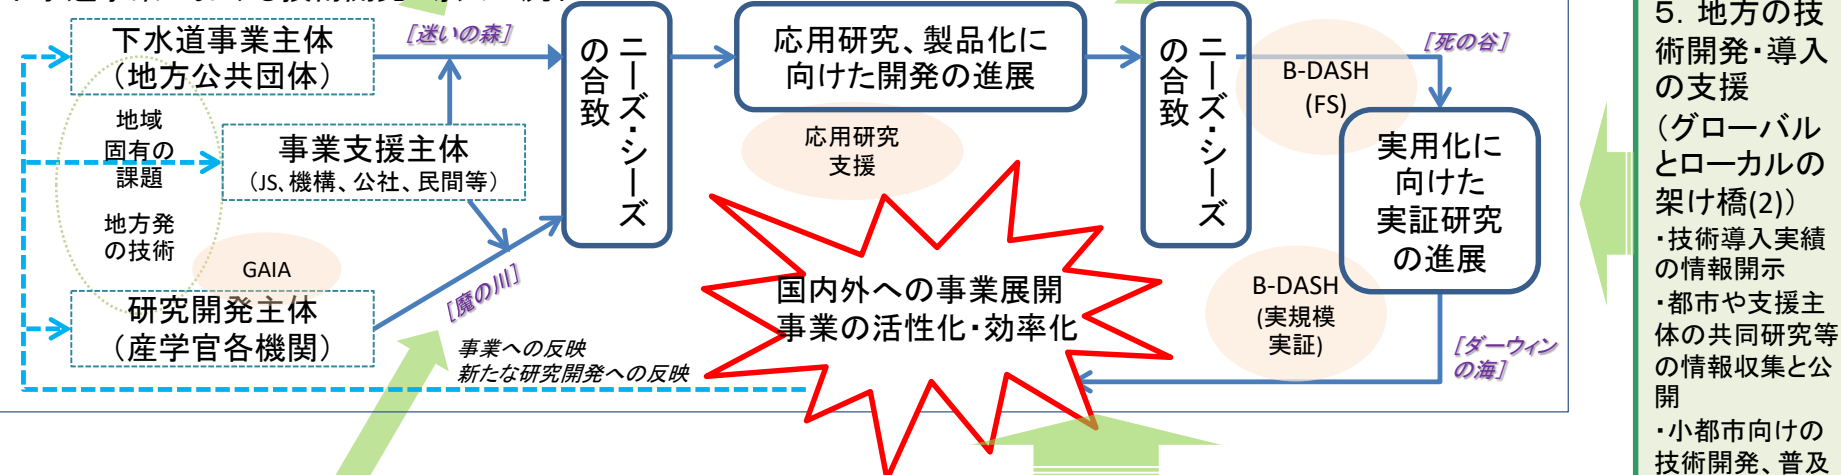 下水道事業主体
（地方公共団体）
[迷いの森]
地域
固有の
課題
地方発
の技術
事業支援主体
（JS、機構、公社、民間等）
GAIA
研究開発主体
（産学官各機関）
[魔の川]
事業への反映
新たな研究開発への反映
ニーズ・シーズ
の合致
応用研究、製品化に
向けた開発の進展
応用研究
支援
国内外への事業展開
事業の活性化・効率化
ニーズ・シーズ
の合致
[死の谷]
B-DASH
(FS)
実用化に
向けた
実証研究
の進展
B-DASH
(実規模
実証)
[ダーウィン
の海]
5．地方の技
術開発・導入
の支援
（グローバル
とローカルの
架け橋(2)）
・技術導入実績
の情報開示
・都市や支援主
体の共同研究等
の情報収集と公
開
・小都市向けの
技術開発、普及